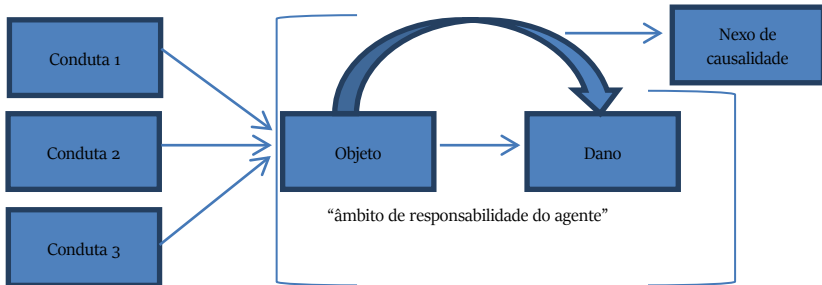 Conduta 1
Conduta 2
Conduta 3
Objeto
Dano
Nexo de
causalidade
“âmbito de responsabilidade do agente”